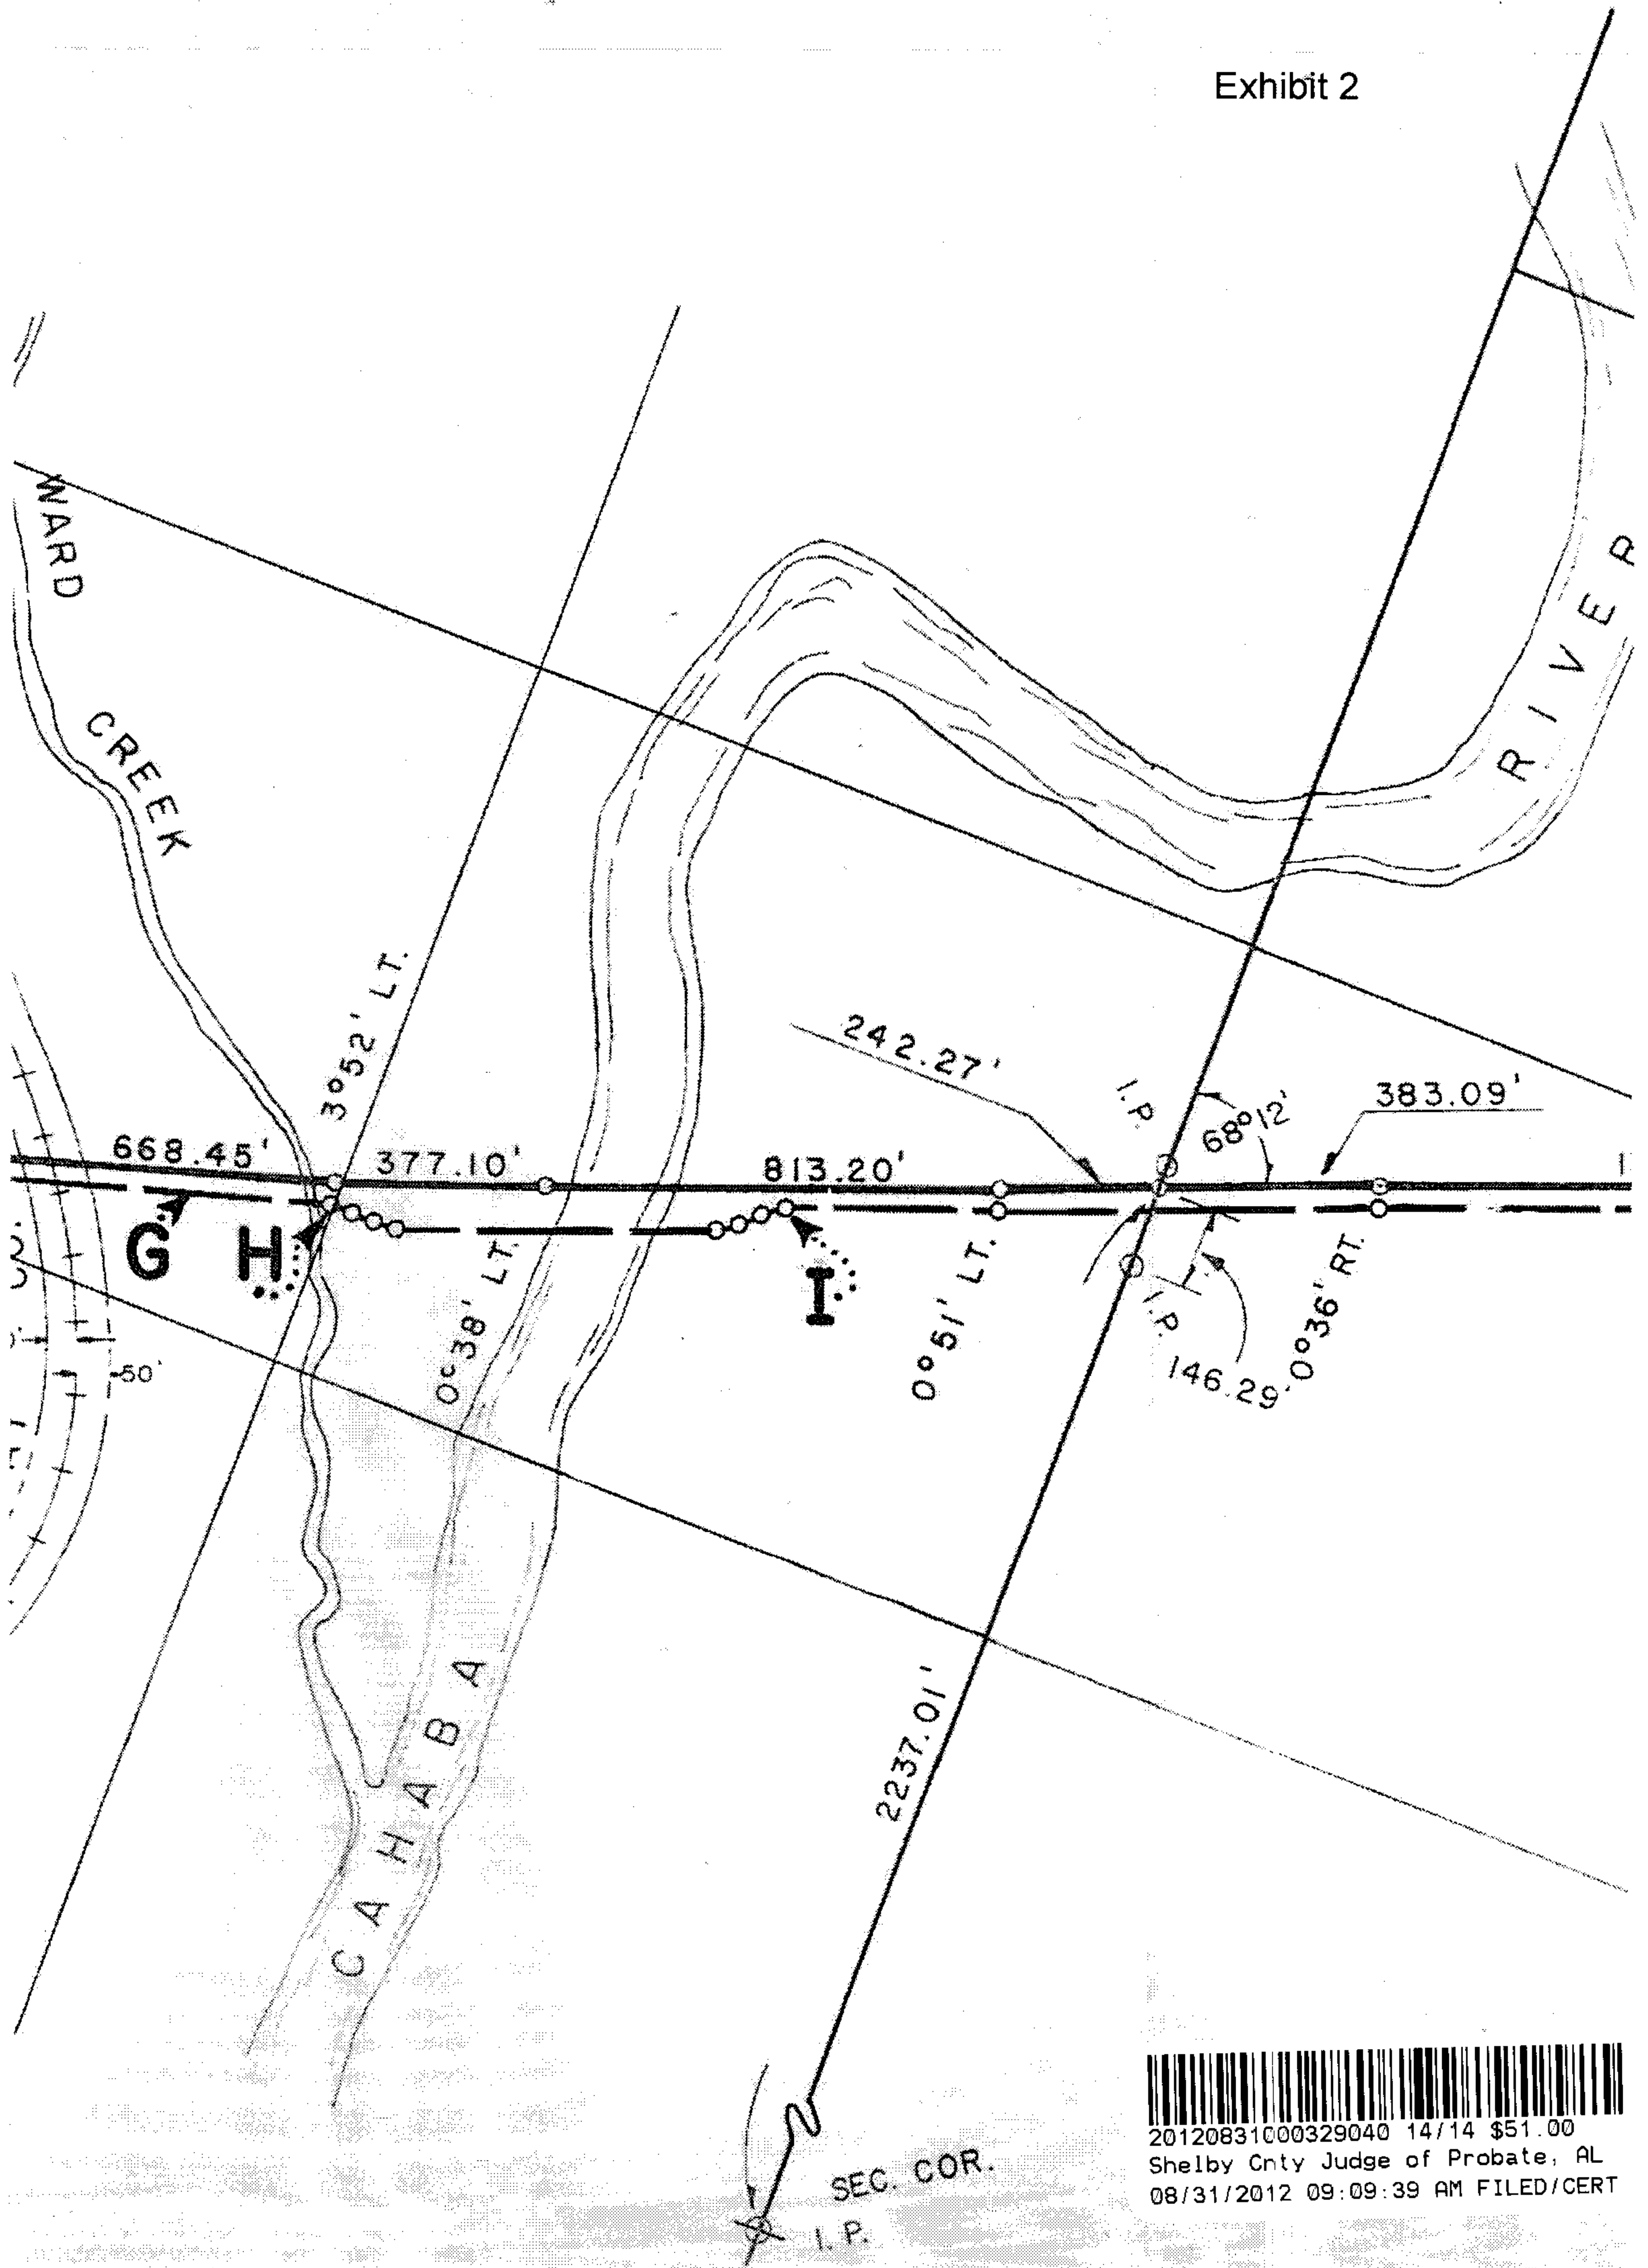 Exhibit 2
WARD
CREEK
RIVER
3°52' LT.
242.27'
I.P.
68°12'
383.09'
668.45'
377.10'
813.20'
G
H
I
0°38' LT.
0°51' LT.
I.P.
146.29'
0°36' RT.
50'
CAHABA
2237.01'
SEC. COR.
I. P.
20120831000329040 14/14 $51.00
Shelby Cnty Judge of Probate, AL
08/31/2012 09:09:39 AM FILED/CERT